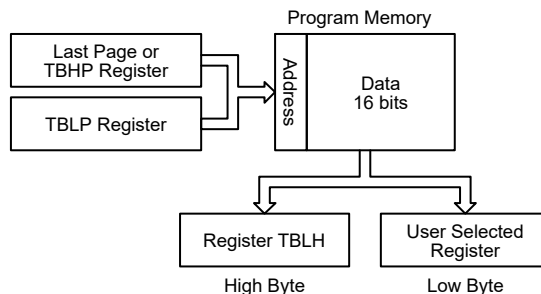 Program Memory
Last Page or
TBHP Register
TBLP Register
Address
Data
16 bits
Register TBLH
User Selected
Register
High Byte
Low Byte